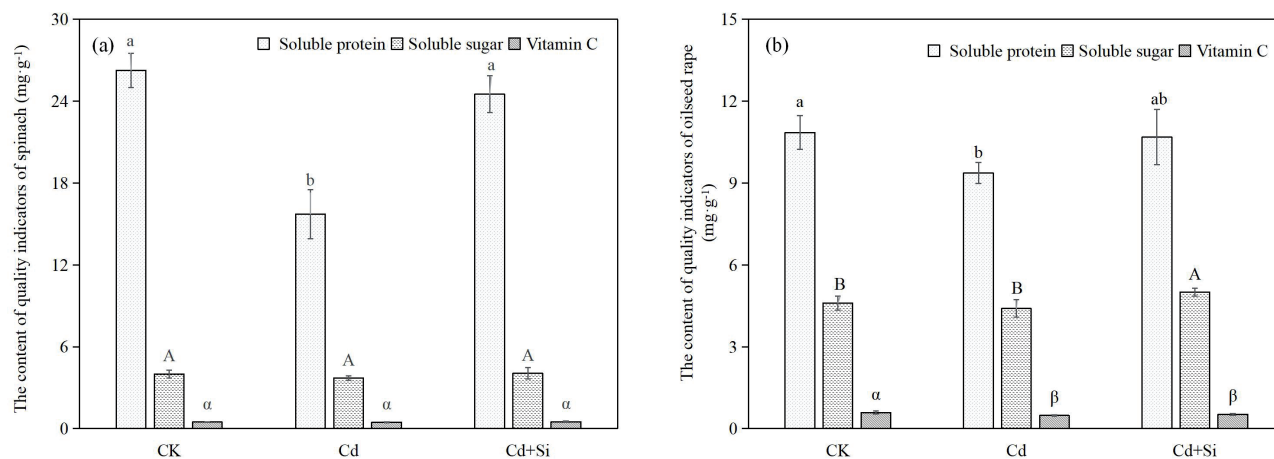 The content of quality indicators of spinach (mg·g-1)
30
24
18
12
6
0
(a)
Soluble protein Soluble sugar Vitamin C
a
A
α
b
A
α
a
A
α
CK Cd Cd+Si
The content of quality indicators of oilseed rape
(mg·g-1)
15
12
9
6
3
0
(b)
Soluble protein Soluble sugar Vitamin C
a
B
α
b
B
β
ab
A
β
CK Cd Cd+Si